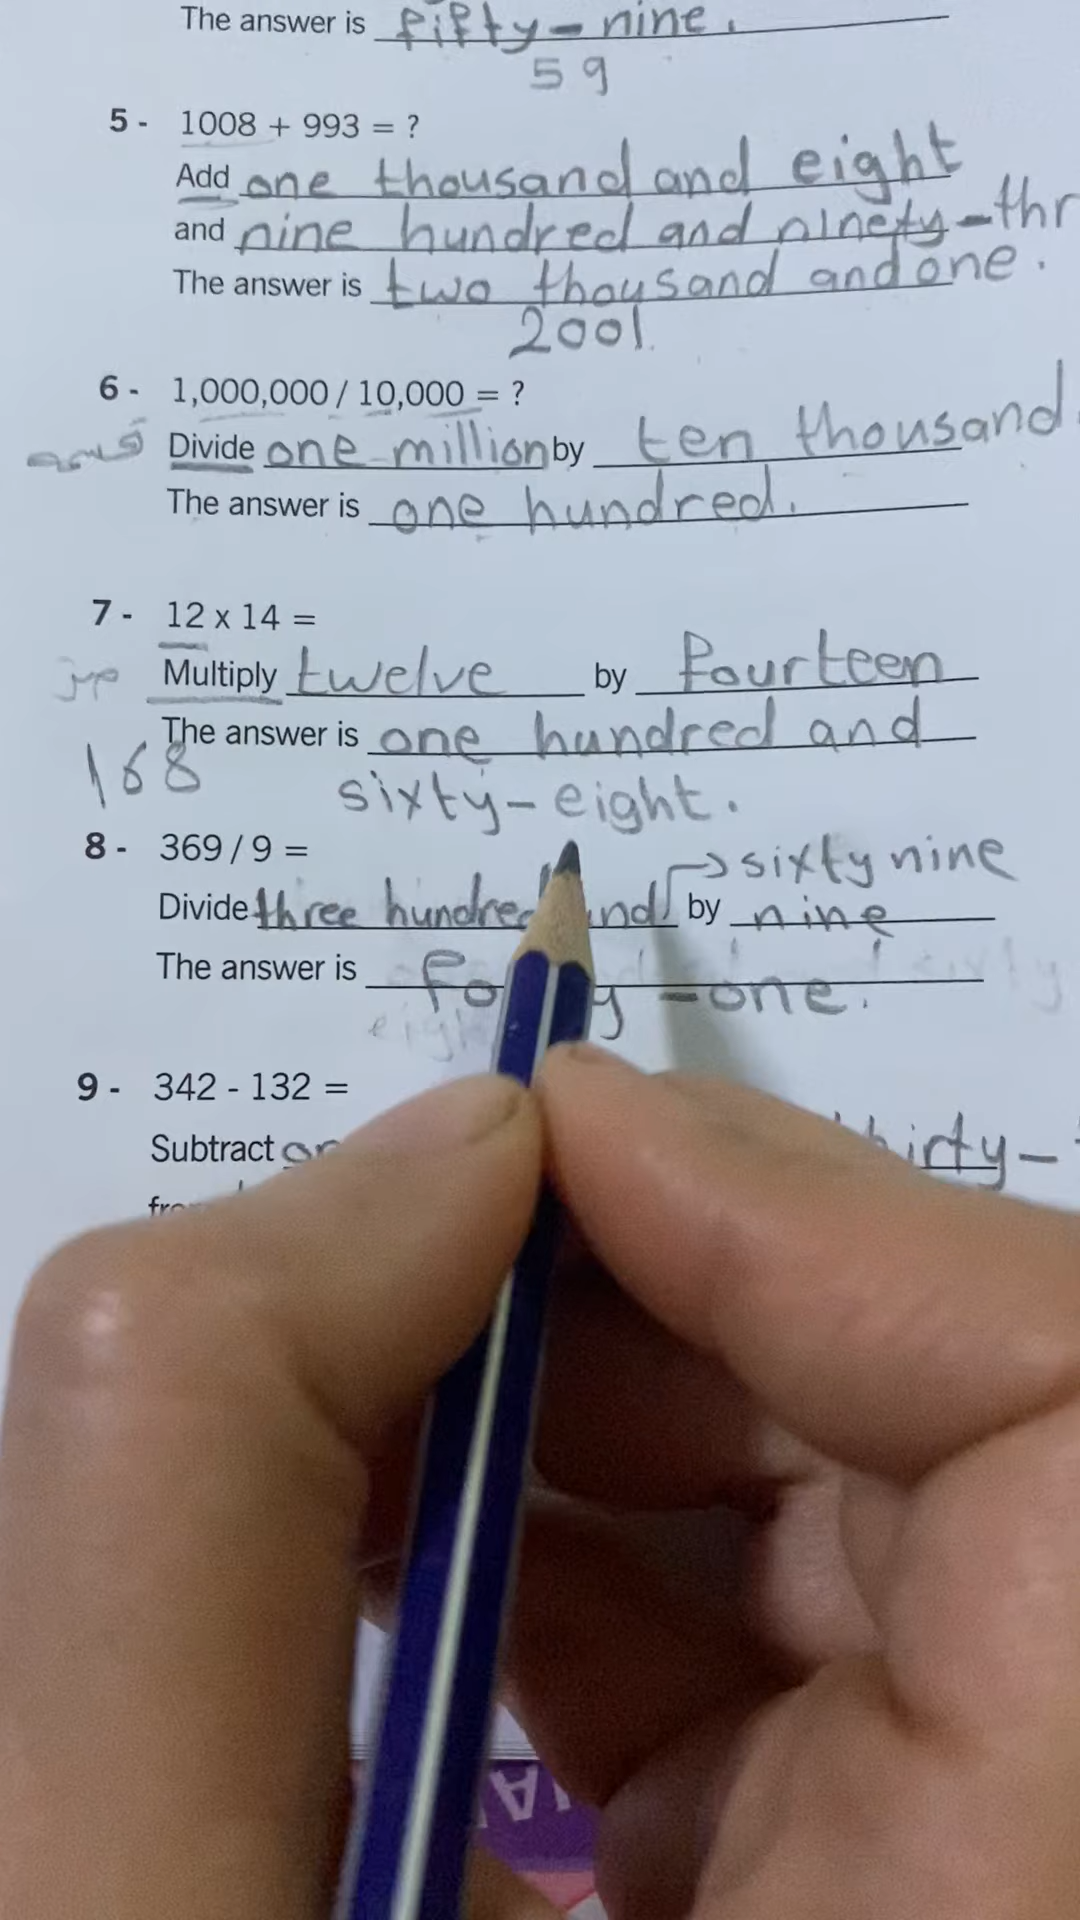 The answer is fifty-nine.
59
5 - 1008 + 993 = ?
Add one thousand and eight
and nine hundred and ninety-thr
The answer is two thousand and one.
2001.
6 - 1,000,000 / 10,000 = ?
Divide one million by ten thousand.
The answer is one hundred.
7 - 12 x 14 =
Multiply twelve by fourteen
The answer is one hundred and
168
sixty-eight.
8 - 369 / 9 =
→ sixty nine
Divide three hundred and by nine
The answer is fo y-one.
9 - 342 - 132 =
Subtract hirty-